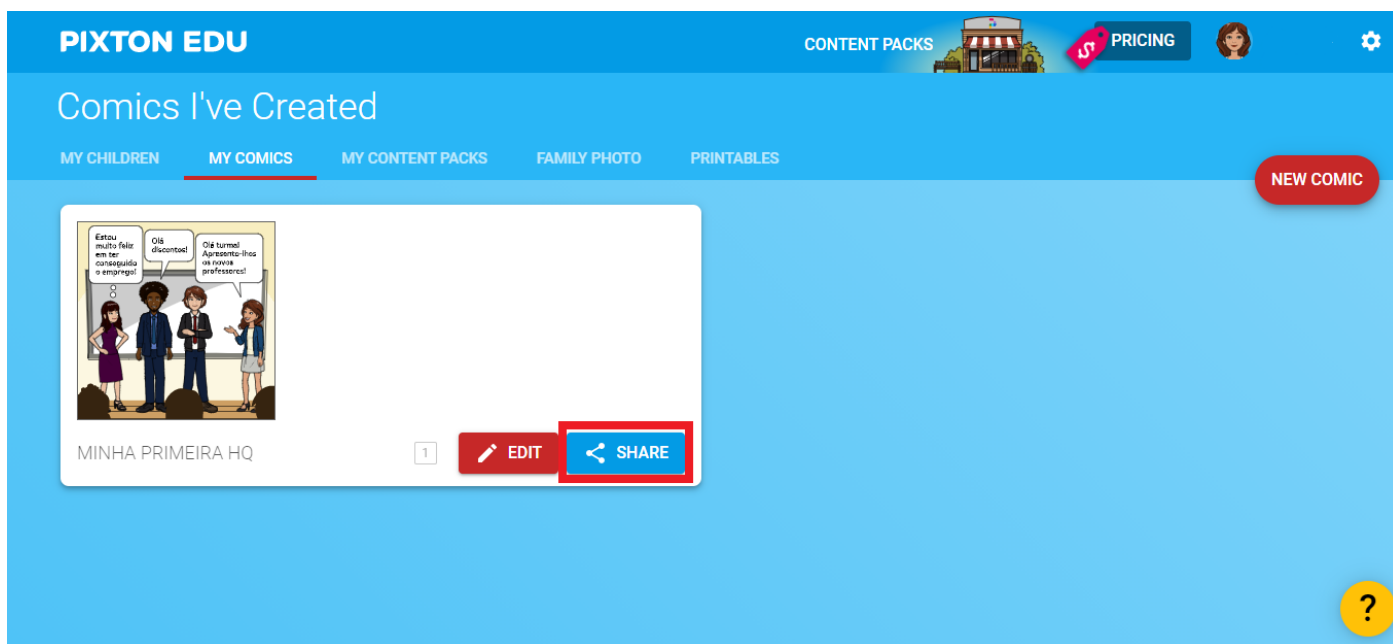 PIXTON EDU
CONTENT PACKS
$
PRICING
Comics I've Created
MY CHILDREN
MY COMICS
MY CONTENT PACKS
FAMILY PHOTO
PRINTABLES
NEW COMIC
Estou
muito feliz
em ter
conseguido
o emprego!
Olá
discentes!
Olá turma!
Apresento-lhes
os novos
professores!
MINHA PRIMEIRA HQ
1
EDIT
SHARE
?